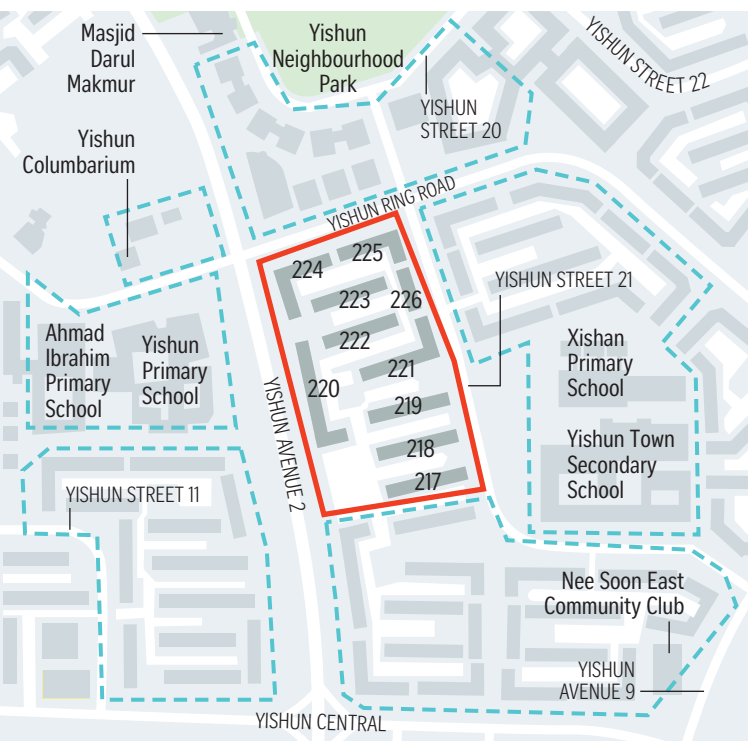 Masjid
Darul
Makmur
Yishun
Neighbourhood
Park
YISHUN STREET 22
YISHUN
STREET 20
Yishun
Columbarium
YISHUN RING ROAD
225
224
223
226
YISHUN STREET 21
222
221
220
219
218
217
Ahmad
Ibrahim
Primary
School
Yishun
Primary
School
Xishan
Primary
School
YISHUN AVENUE 2
Yishun Town
Secondary
School
YISHUN STREET 11
Nee Soon East
Community Club
YISHUN
AVENUE 9
YISHUN CENTRAL